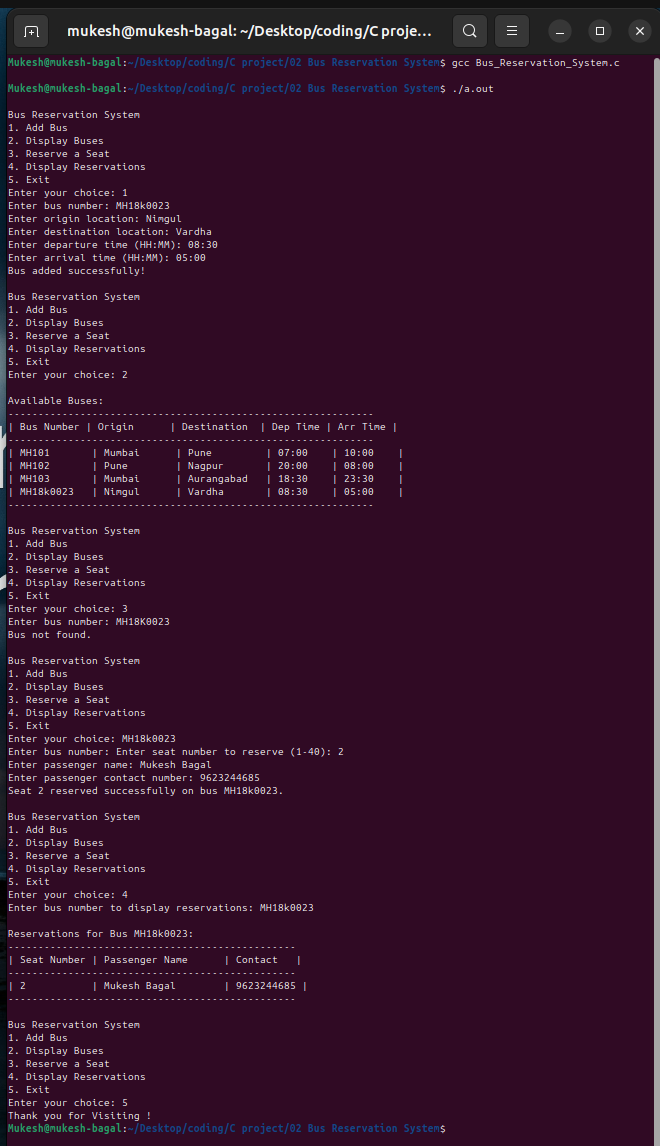 mukesh@mukesh-bagal: ~/Desktop/coding/C proje...
Mukesh@mukesh-bagal:~/Desktop/coding/C project/02 Bus Reservation System$ gcc Bus_Reservation_System.c
Mukesh@mukesh-bagal:~/Desktop/coding/C project/02 Bus Reservation System$ ./a.out
Bus Reservation System
1. Add Bus
2. Display Buses
3. Reserve a Seat
4. Display Reservations
5. Exit
Enter your choice: 1
Enter bus number: MH18k0023
Enter origin location: Nimgul
Enter destination location: Vardha
Enter departure time (HH:MM): 08:30
Enter arrival time (HH:MM): 05:00
Bus added successfully!
Bus Reservation System
1. Add Bus
2. Display Buses
3. Reserve a Seat
4. Display Reservations
5. Exit
Enter your choice: 2
Available Buses:
-------------------------------------------------------------
| Bus Number | Origin      | Destination  | Dep Time | Arr Time |
-------------------------------------------------------------
| MH101       | Mumbai     | Pune         | 07:00    | 10:00    |
| MH102       | Pune       | Nagpur       | 20:00    | 08:00    |
| MH103       | Mumbai     | Aurangabad   | 18:30    | 23:30    |
| MH18k0023   | Nimgul     | Vardha       | 08:30    | 05:00    |
-------------------------------------------------------------
Bus Reservation System
1. Add Bus
2. Display Buses
3. Reserve a Seat
4. Display Reservations
5. Exit
Enter your choice: 3
Enter bus number: MH18K0023
Bus not found.
Bus Reservation System
1. Add Bus
2. Display Buses
3. Reserve a Seat
4. Display Reservations
5. Exit
Enter your choice: MH18k0023
Enter bus number: Enter seat number to reserve (1-40): 2
Enter passenger name: Mukesh Bagal
Enter passenger contact number: 9623244685
Seat 2 reserved successfully on bus MH18k0023.
Bus Reservation System
1. Add Bus
2. Display Buses
3. Reserve a Seat
4. Display Reservations
5. Exit
Enter your choice: 4
Enter bus number to display reservations: MH18k0023
Reservations for Bus MH18k0023:
------------------------------------------------
| Seat Number | Passenger Name      | Contact   |
------------------------------------------------
| 2           | Mukesh Bagal        | 9623244685 |
------------------------------------------------
Bus Reservation System
1. Add Bus
2. Display Buses
3. Reserve a Seat
4. Display Reservations
5. Exit
Enter your choice: 5
Thank you for Visiting !
Mukesh@mukesh-bagal:~/Desktop/coding/C project/02 Bus Reservation System$